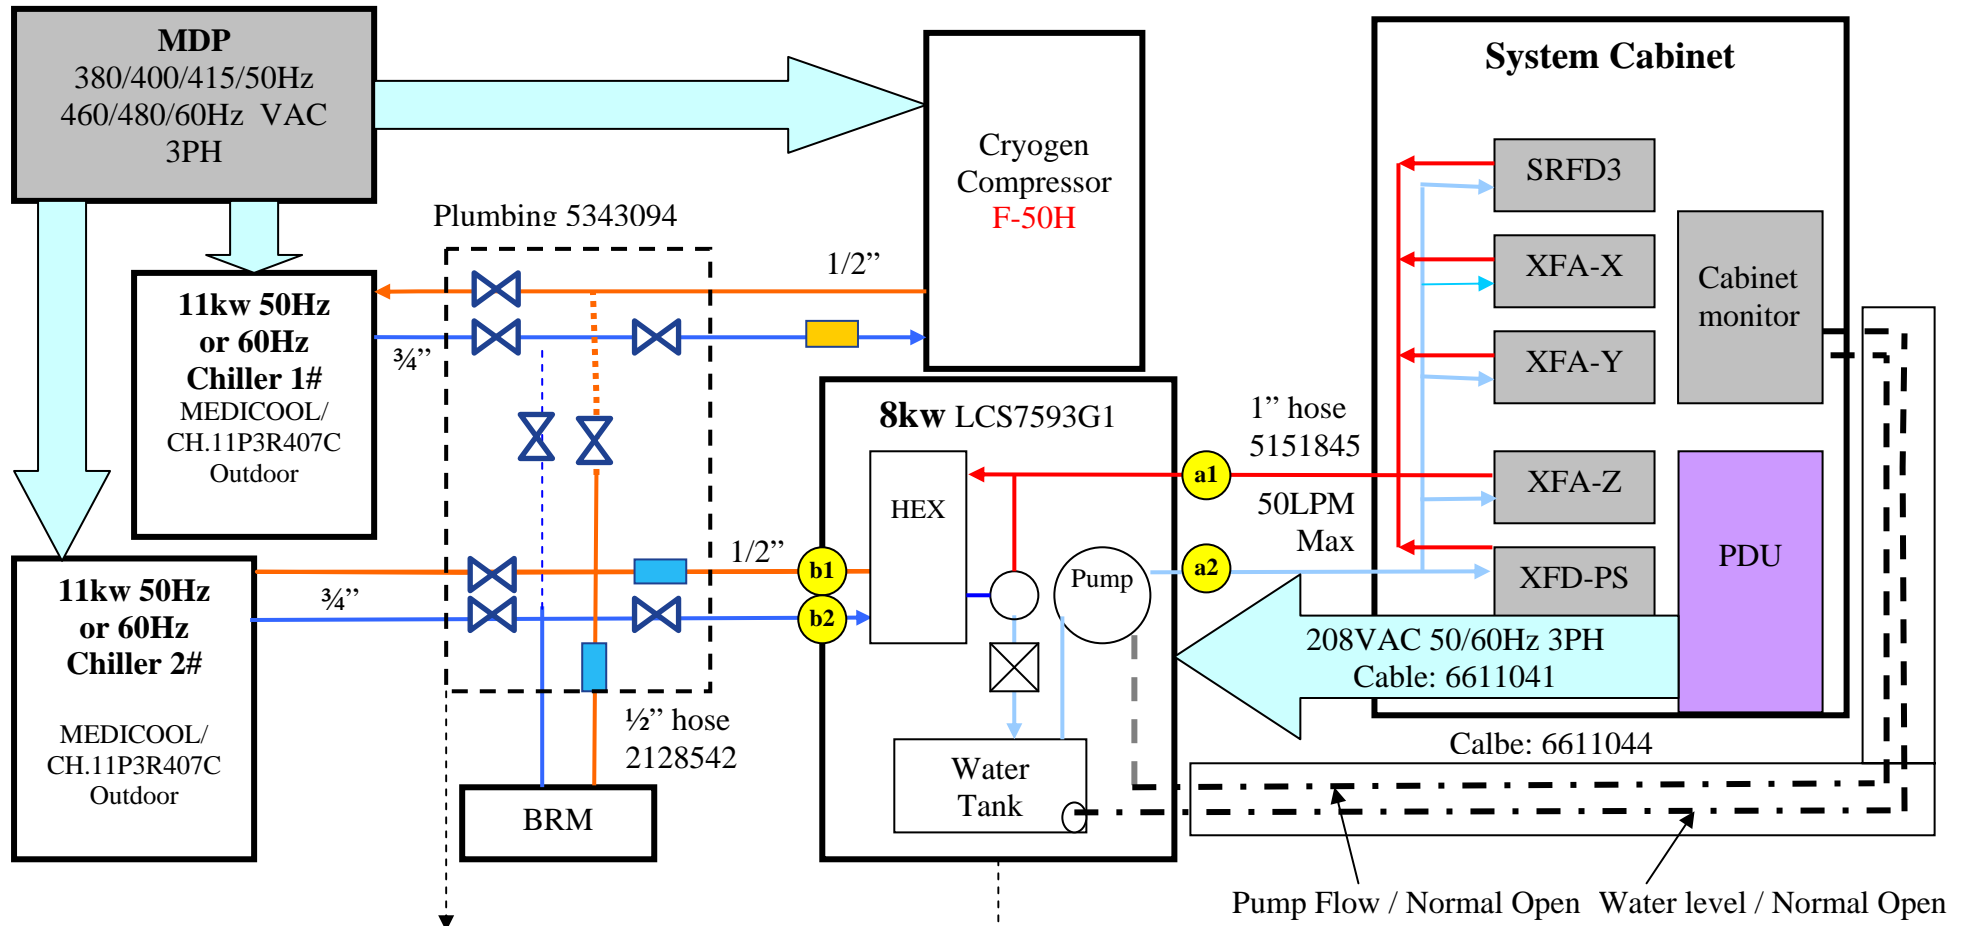 MDP
380/400/415/50Hz
460/480/60Hz VAC
3PH
Cryogen
Compressor
F-50H
System Cabinet
SRFD3
XFA-X
XFA-Y
XFA-Z
XFD-PS
Cabinet
monitor
PDU
Plumbing 5343094
1/2”
¾”
11kw 50Hz
or 60Hz
Chiller 1#
MEDICOOL/
CH.11P3R407C
Outdoor
8kw LCS7593G1
HEX
Pump
Water
Tank
1” hose
5151845
a1
50LPM
Max
a2
1/2”
b1
b2
¾”
11kw 50Hz
or 60Hz
Chiller 2#
MEDICOOL/
CH.11P3R407C
Outdoor
½” hose
2128542
BRM
208VAC 50/60Hz 3PH
Cable: 6611041
Calbe: 6611044
Pump Flow / Normal Open
Water level / Normal Open